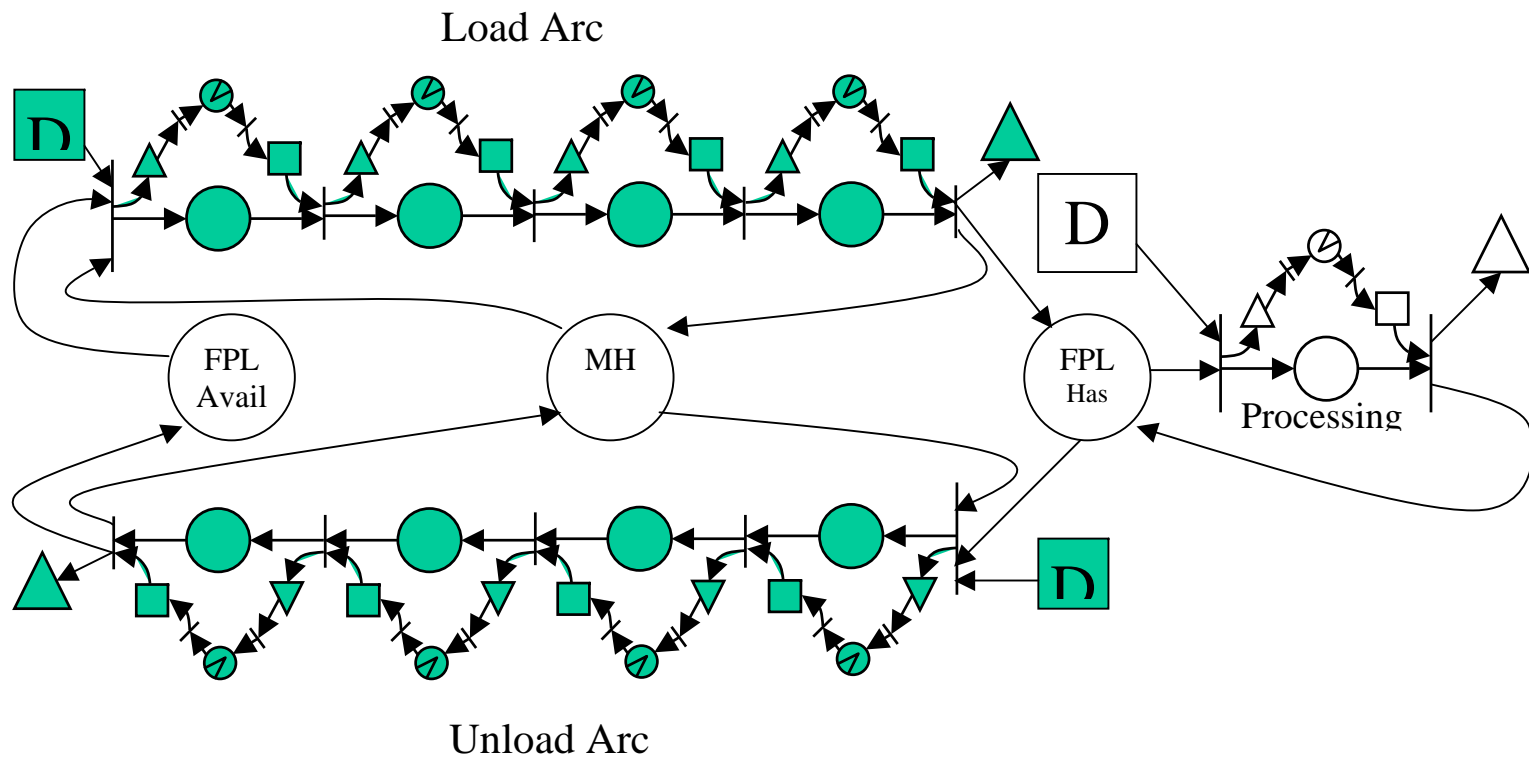 Load Arc
D
D
FPL
Avail
MH
FPL
Has
Processing
D
Unload Arc